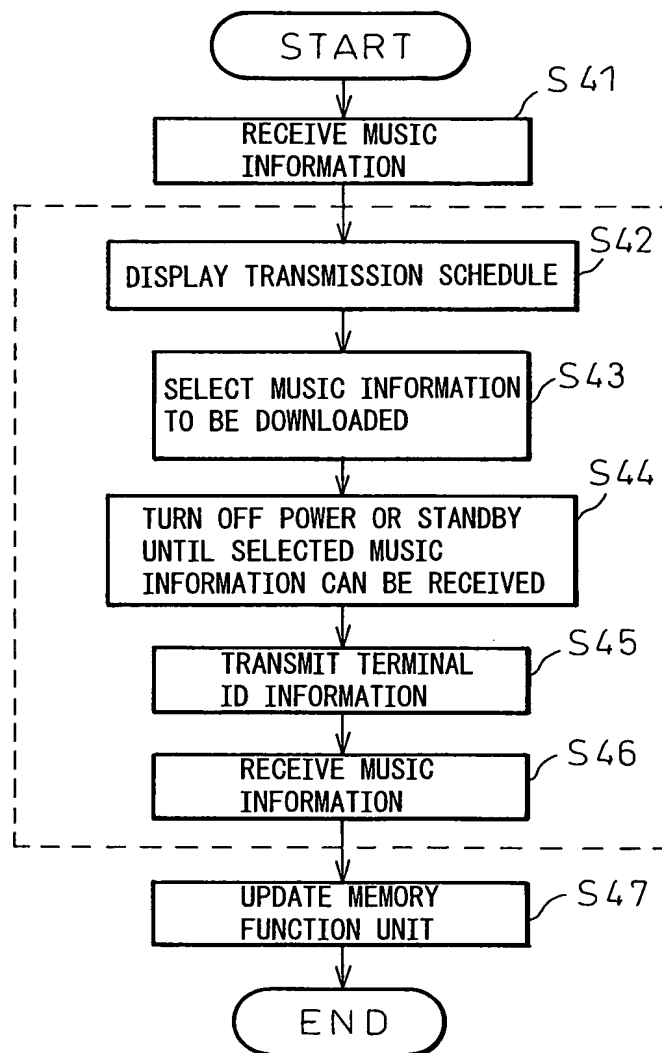 START
S41
RECEIVE MUSIC
INFORMATION
S42
DISPLAY TRANSMISSION SCHEDULE
S43
SELECT MUSIC INFORMATION
TO BE DOWNLOADED
S44
TURN OFF POWER OR STANDBY
UNTIL SELECTED MUSIC
INFORMATION CAN BE RECEIVED
S45
TRANSMIT TERMINAL
ID INFORMATION
S46
RECEIVE MUSIC
INFORMATION
S47
UPDATE MEMORY
FUNCTION UNIT
END